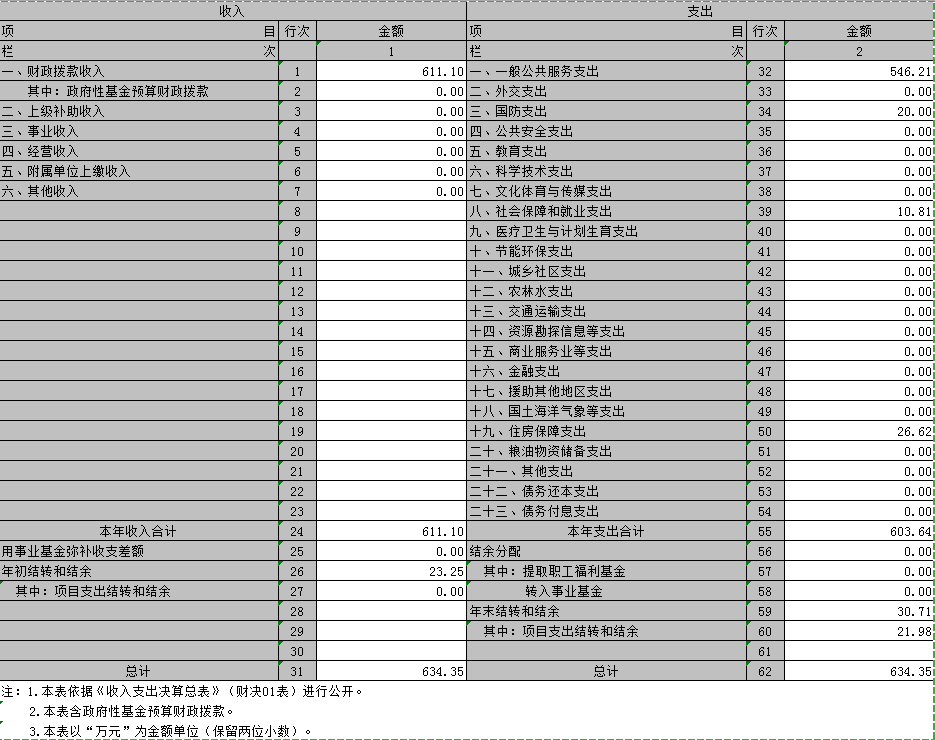 收入 支出
项 目 行次 金额 项 目 行次 金额
栏 次 1 栏 次 2
一、财政拨款收入 1 611.10 一、一般公共服务支出 32 546.21
其中：政府性基金预算财政拨款 2 0.00 二、外交支出 33 0.00
二、上级补助收入 3 0.00 三、国防支出 34 20.00
三、事业收入 4 0.00 四、公共安全支出 35 0.00
四、经营收入 5 0.00 五、教育支出 36 0.00
五、附属单位上缴收入 6 0.00 六、科学技术支出 37 0.00
六、其他收入 7 0.00 七、文化体育与传媒支出 38 0.00
8 八、社会保障和就业支出 39 10.81
9 九、医疗卫生与计划生育支出 40 0.00
10 十、节能环保支出 41 0.00
11 十一、城乡社区支出 42 0.00
12 十二、农林水支出 43 0.00
13 十三、交通运输支出 44 0.00
14 十四、资源勘探信息等支出 45 0.00
15 十五、商业服务业等支出 46 0.00
16 十六、金融支出 47 0.00
17 十七、援助其他地区支出 48 0.00
18 十八、国土海洋气象等支出 49 0.00
19 十九、住房保障支出 50 26.62
20 二十、粮油物资储备支出 51 0.00
21 二十一、其他支出 52 0.00
22 二十二、债务还本支出 53 0.00
23 二十三、债务付息支出 54 0.00
本年收入合计 24 611.10 本年支出合计 55 603.64
用事业基金弥补收支差额 25 0.00 结余分配 56 0.00
年初结转和结余 26 23.25 其中：提取职工福利基金 57 0.00
其中：项目支出结转和结余 27 0.00 转入事业基金 58 0.00
28 年末结转和结余 59 30.71
29 其中：项目支出结转和结余 60 21.98
30 61
总计 31 634.35 总计 62 634.35
注：1.本表依据《收入支出决算总表》（财决01表）进行公开。
2.本表含政府性基金预算财政拨款。
3.本表以“万元”为金额单位（保留两位小数）。